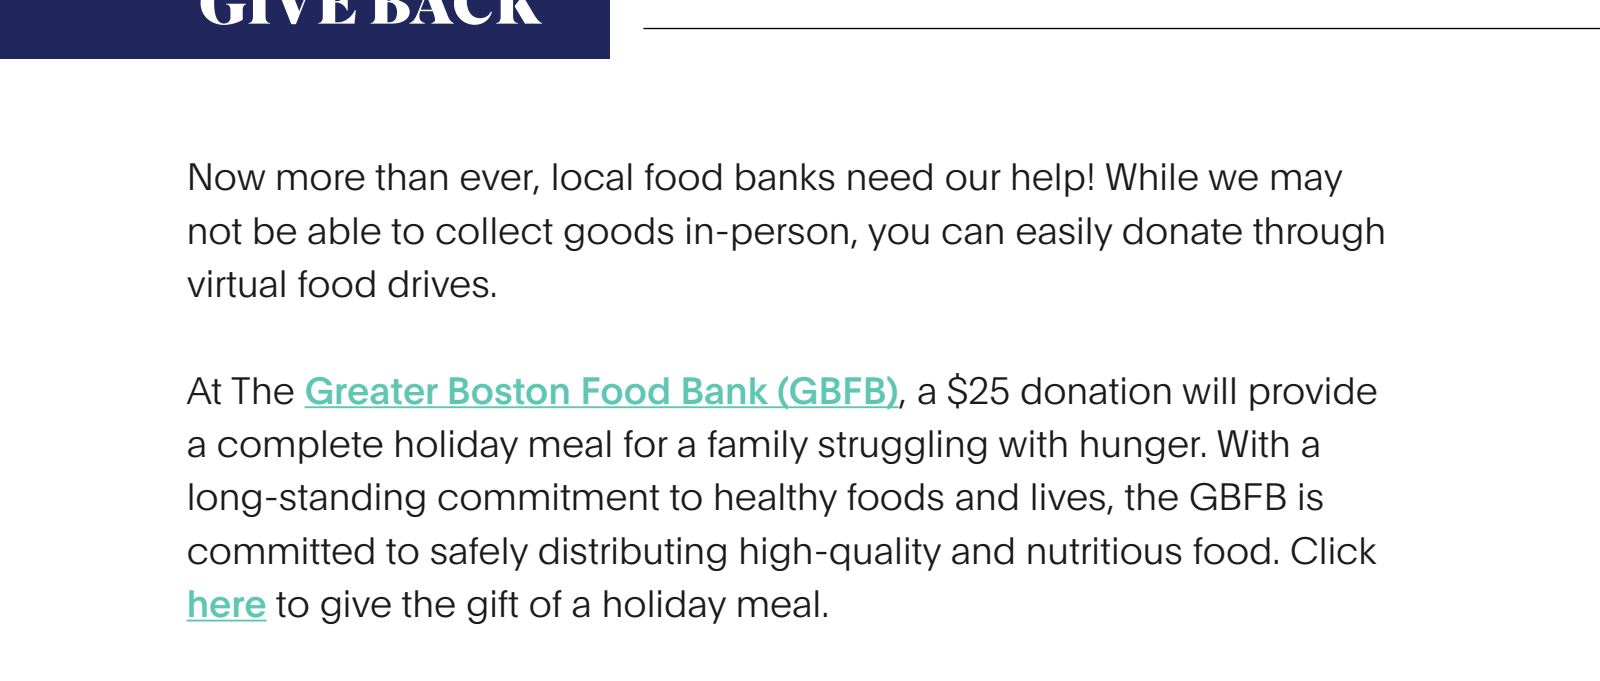 GIVE BACK
Now more than ever, local food banks need our help! While we may
not be able to collect goods in-person, you can easily donate through
virtual food drives.
At The Greater Boston Food Bank (GBFB), a $25 donation will provide
a complete holiday meal for a family struggling with hunger. With a
long-standing commitment to healthy foods and lives, the GBFB is
committed to safely distributing high-quality and nutritious food. Click
here to give the gift of a holiday meal.